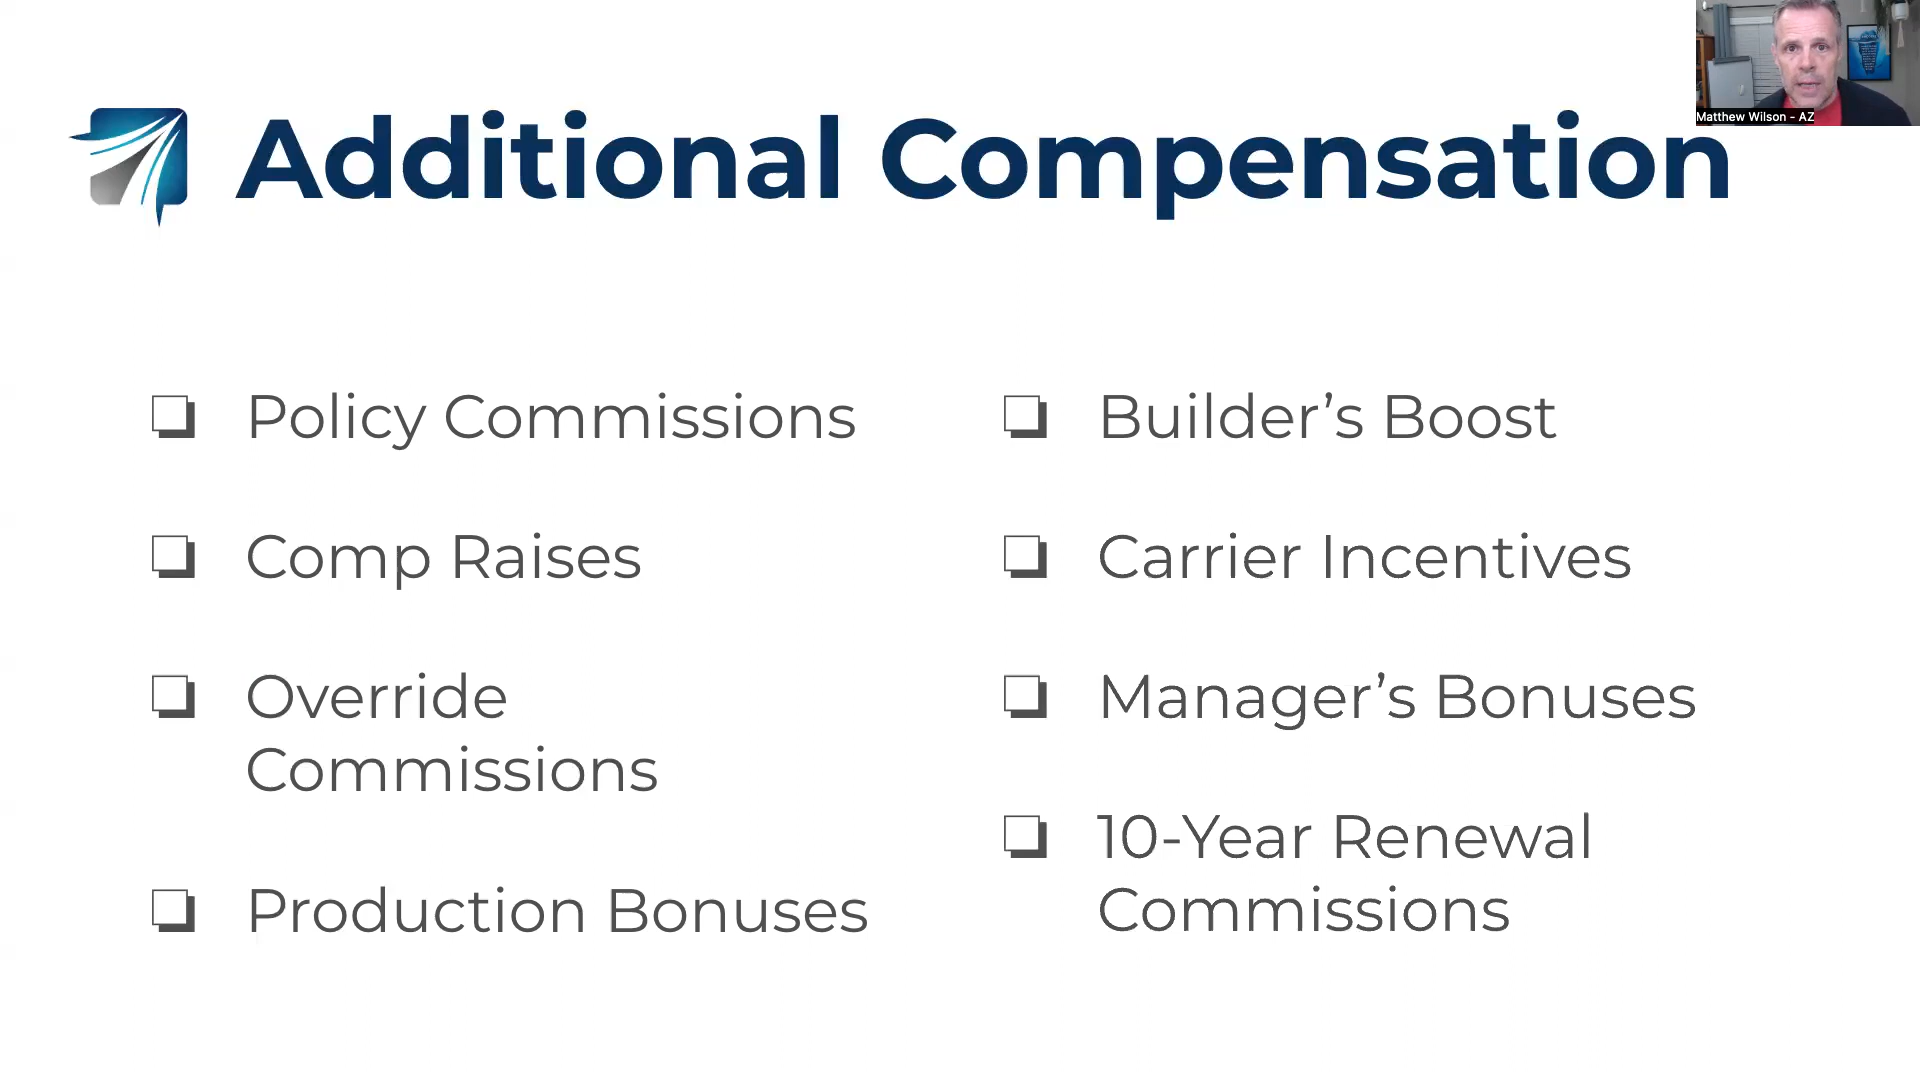 Matthew Wilson - AZ
Additional Compensation
Policy Commissions
Comp Raises
Override
Commissions
Production Bonuses
Builder’s Boost
Carrier Incentives
Manager’s Bonuses
10-Year Renewal
Commissions